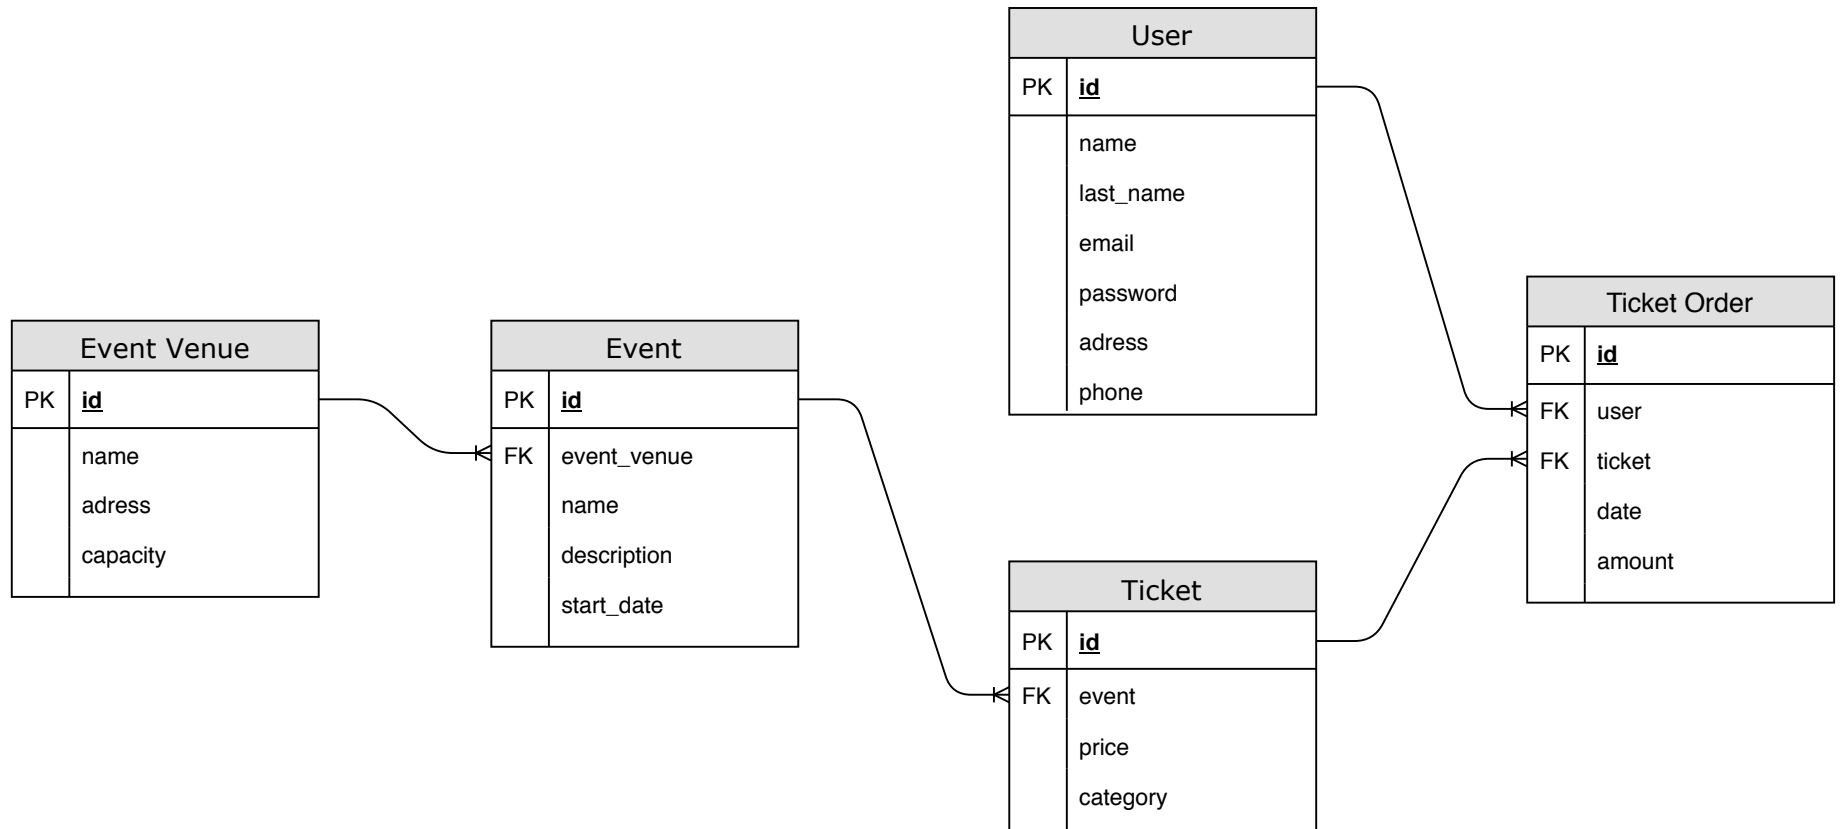 User
PK id
name
last_name
email
password
adress
phone
Event Venue
PK id
name
adress
capacity
Event
PK id
FK event_venue
name
description
start_date
Ticket Order
PK id
FK user
FK ticket
date
amount
Ticket
PK id
FK event
price
category